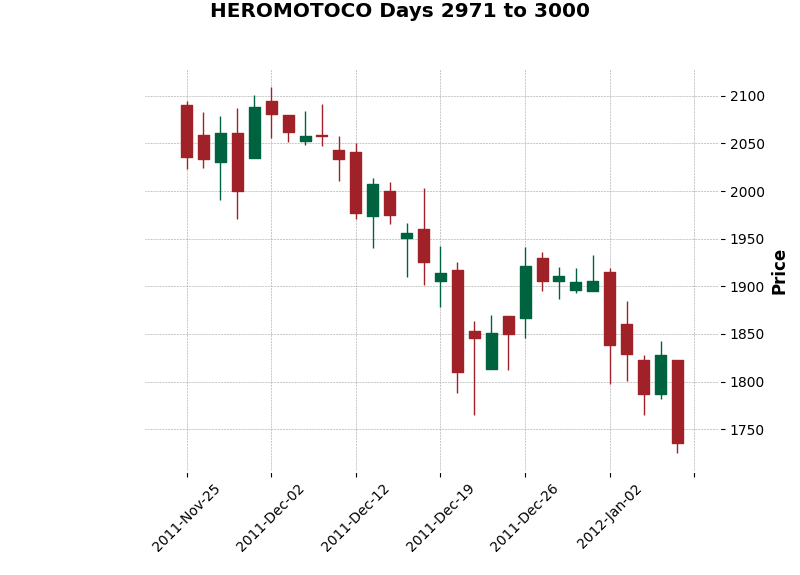 HEROMOTOCO Days 2971 to 3000
2100
2050
2000
1950
1900
1850
1800
1750
Price
2011-Nov-25
2011-Dec-02
2011-Dec-12
2011-Dec-19
2011-Dec-26
2012-Jan-02